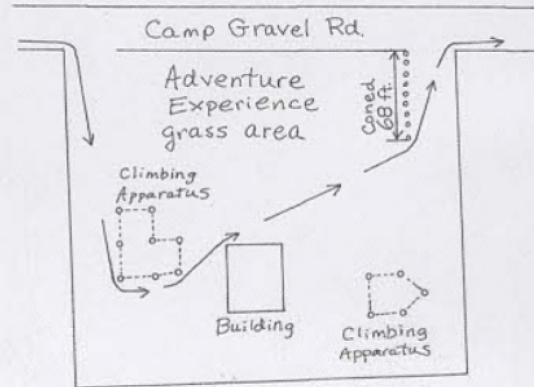 Camp Gravel Rd.
Adventure
Experience
grass area
Coned
68 ft.
Climbing
Apparatus
Building
Climbing
Apparatus